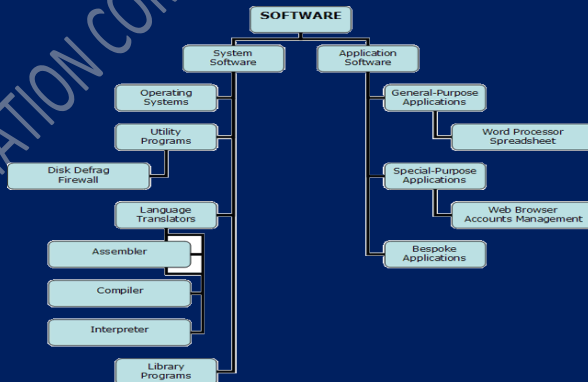 SOFTWARE
System
Software
Application
Software
Operating
Systems
General-Purpose
Applications
Utility
Programs
Word Processor
Spreadsheet
Disk Defrag
Firewall
Special-Purpose
Applications
Language
Translators
Web Browser
Accounts Management
Assembler
Bespoke
Applications
Compiler
Interpreter
Library
Programs